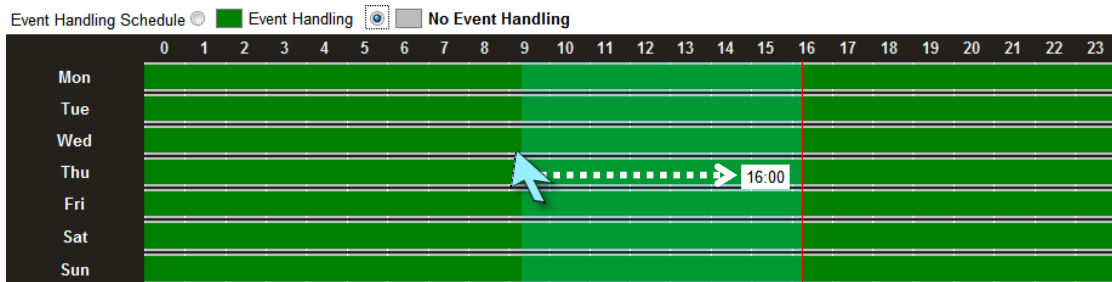 Event Handling Schedule Event Handling No Event Handling
0 1 2 3 4 5 6 7 8 9 10 11 12 13 14 15 16 17 18 19 20 21 22 23
Mon
Tue
Wed
Thu 16:00
Fri
Sat
Sun